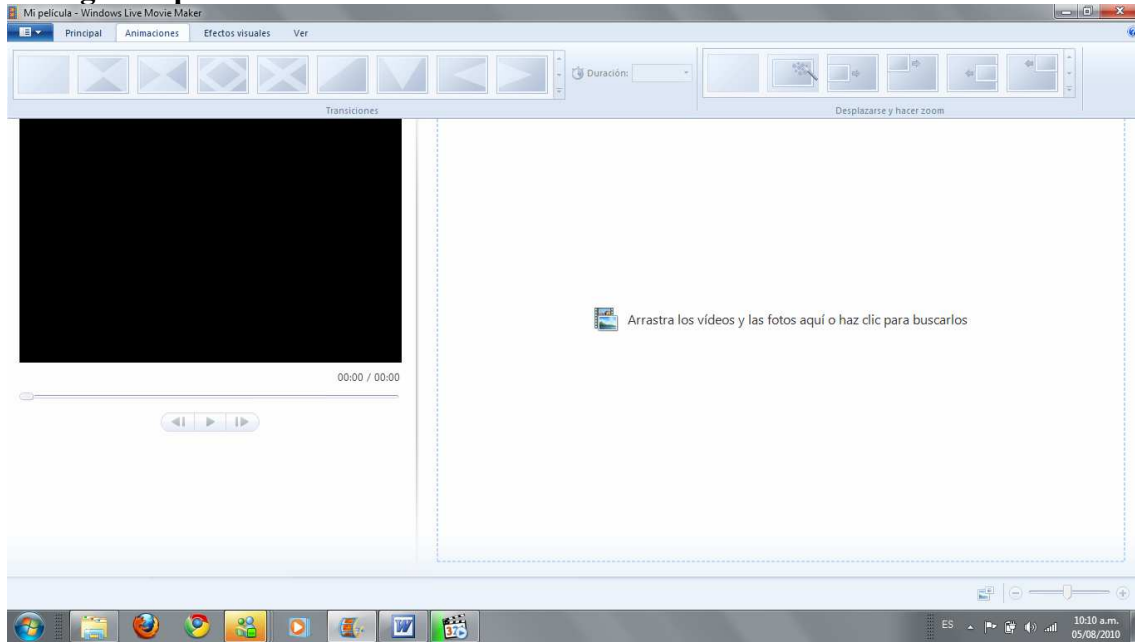 Mi película - Windows Live Movie Maker
Principal Animaciones Efectos visuales Ver
Duración:
Transiciones
Desplazarse y hacer zoom
Arrastra los vídeos y las fotos aquí o haz clic para buscarlos
00:00 / 00:00
ES
10:10 a.m.
05/08/2010